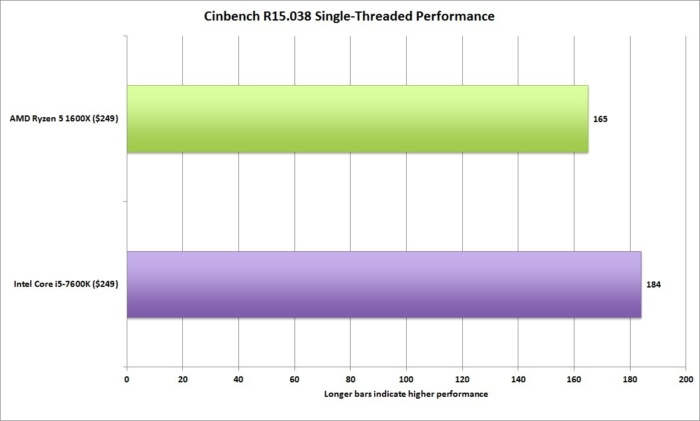 Cinbench R15.038 Single-Threaded Performance
AMD Ryzen 5 1600X ($249)
165
Intel Core i5-7600K ($249)
184
0 20 40 60 80 100 120 140 160 180 200
Longer bars indicate higher performance